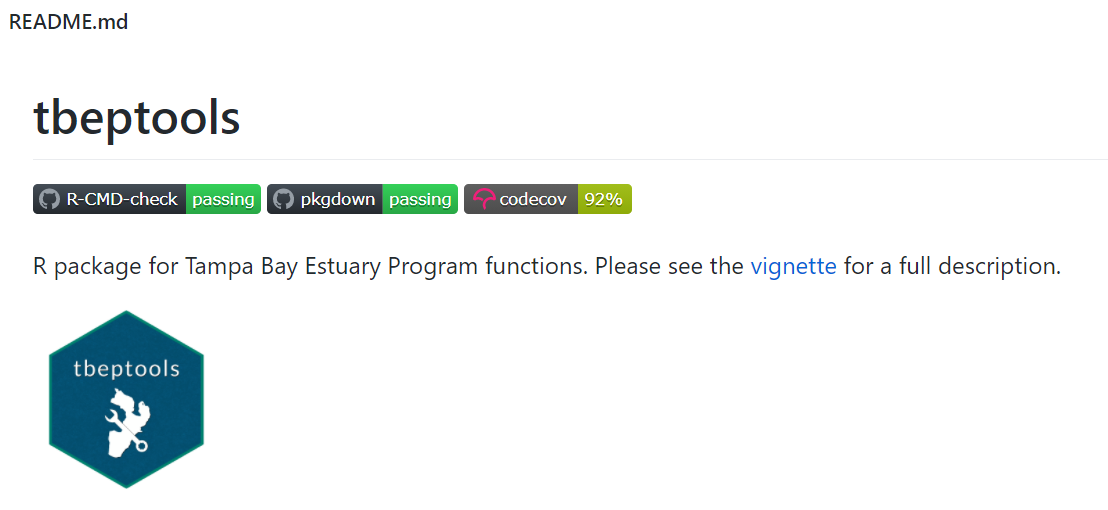 README.md
tbeptools
R-CMD-check passing pkgdown passing codecov 92%
R package for Tampa Bay Estuary Program functions. Please see the vignette for a full description.
tbeptools